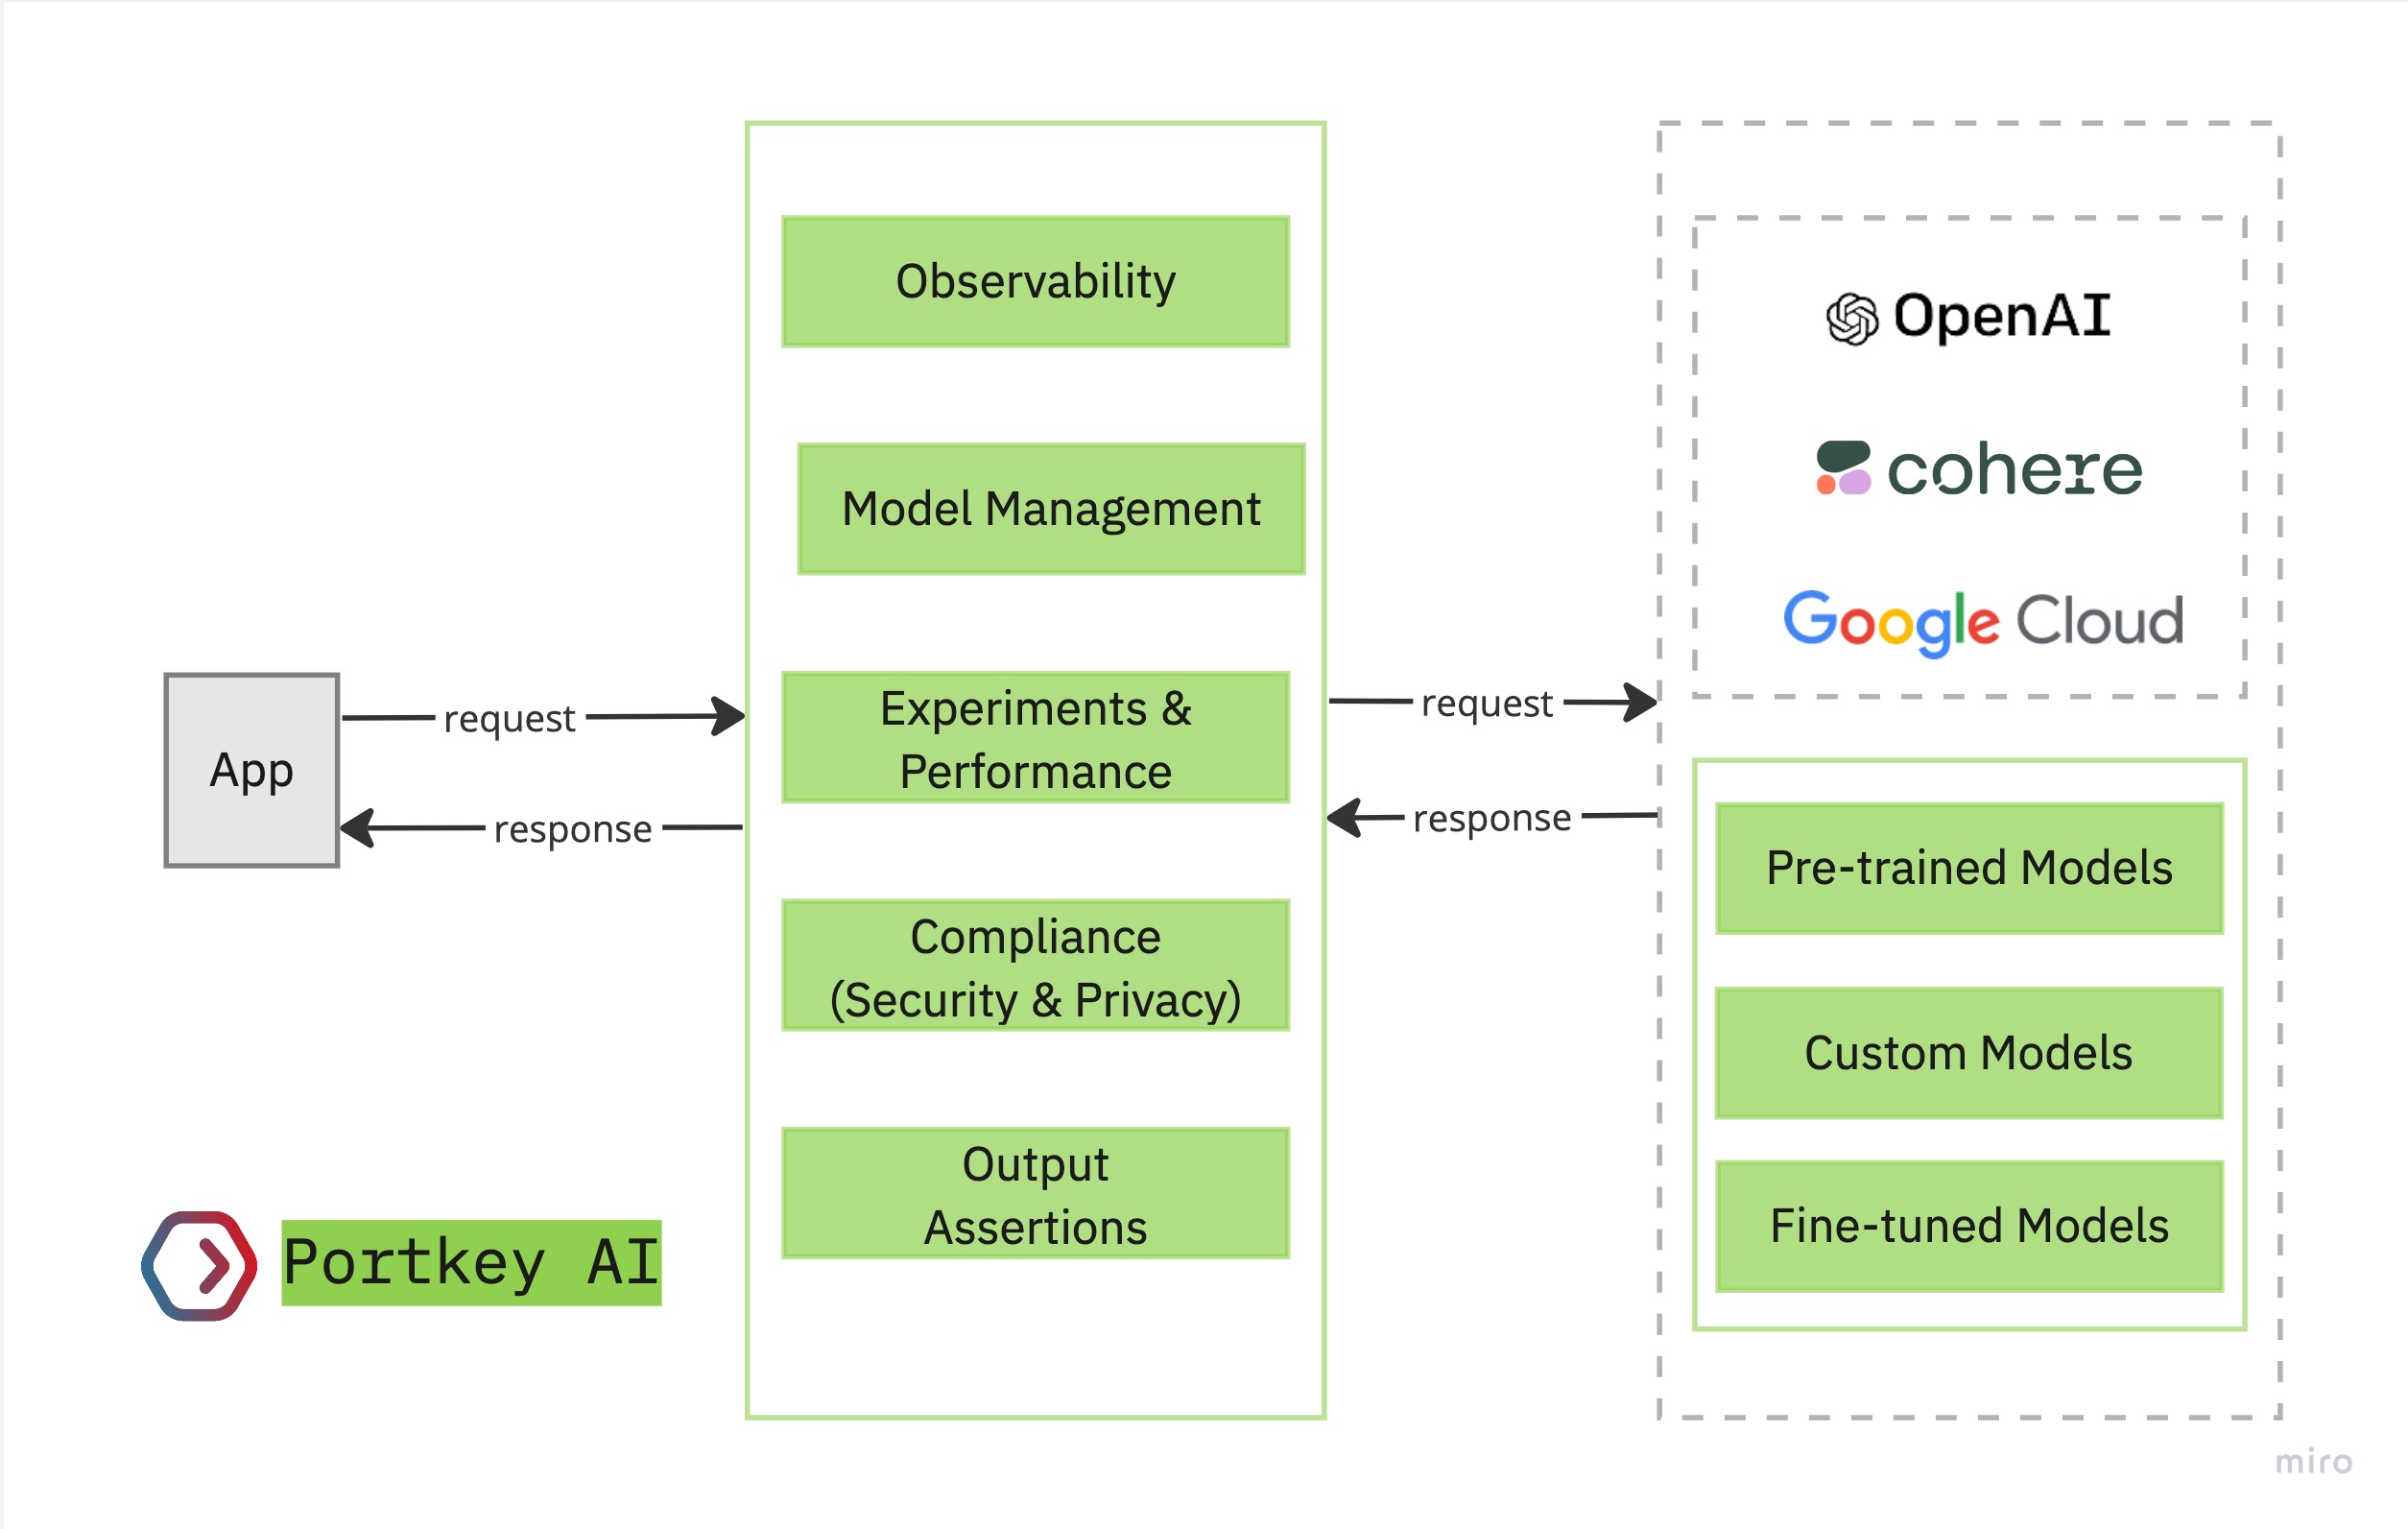 Observability
Model Management
Experiments &
Performance
Compliance
(Security & Privacy)
Output
Assertions
App
request
response
request
response
OpenAI
cohere
Google Cloud
Pre-trained Models
Custom Models
Fine-tuned Models
Portkey AI
miro